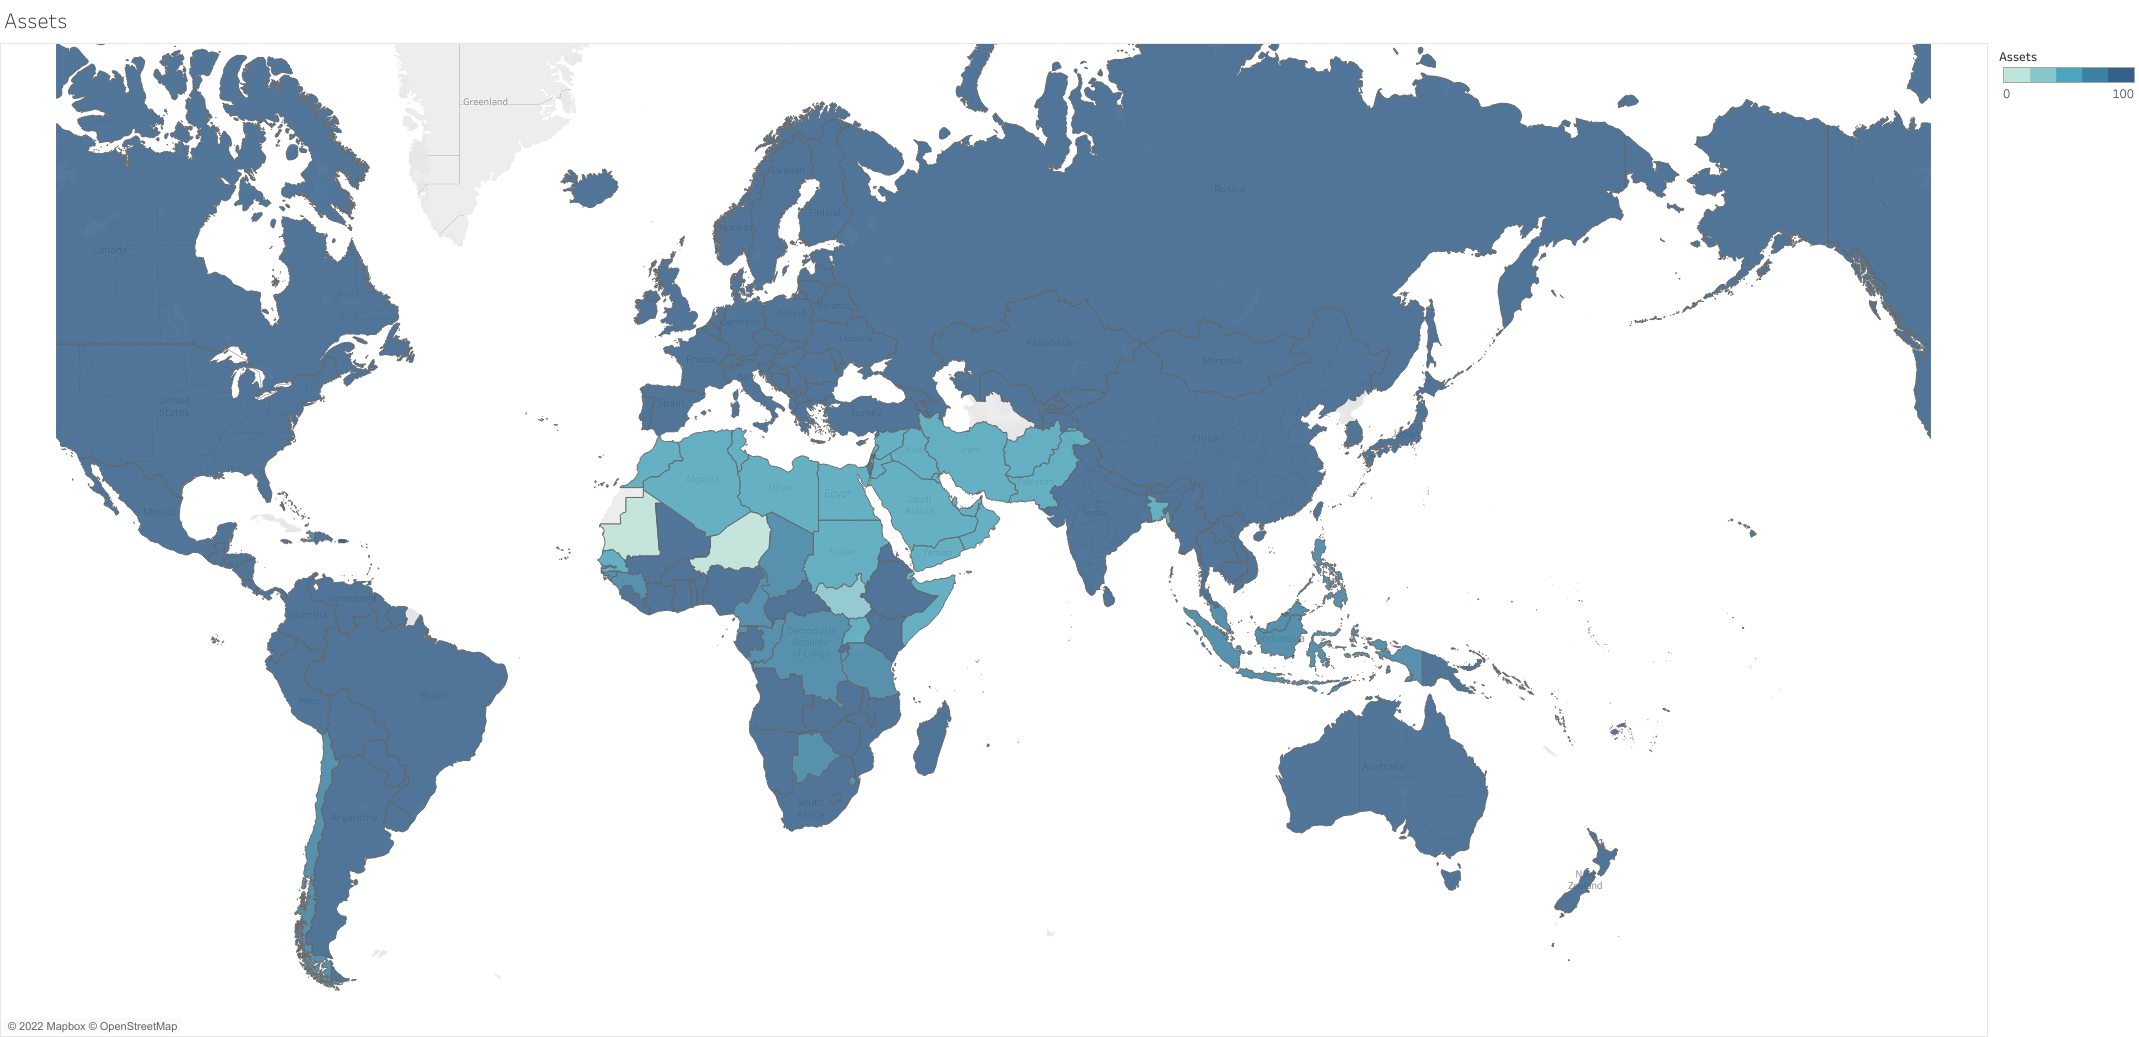 Assets
Assets
0 100
Greenland
Sweden
Russia
Finland
Norway
Canada
Belarus
Poland
Germany
Ukraine
France
Kazakhstan
Mongolia
United
States
Spain
Turkey
China
Iraq
Iran
Algeria
Libya
Egypt
Pakistan
Saudi
Arabia
Mexico
India
Sudan
Yemen
Venezuela
Colombia
Democratic
Republic
of Congo
Indonesia
Brazil
Peru
Australia
South
Africa
Argentina
Zealand
© 2022 Mapbox © OpenStreetMap